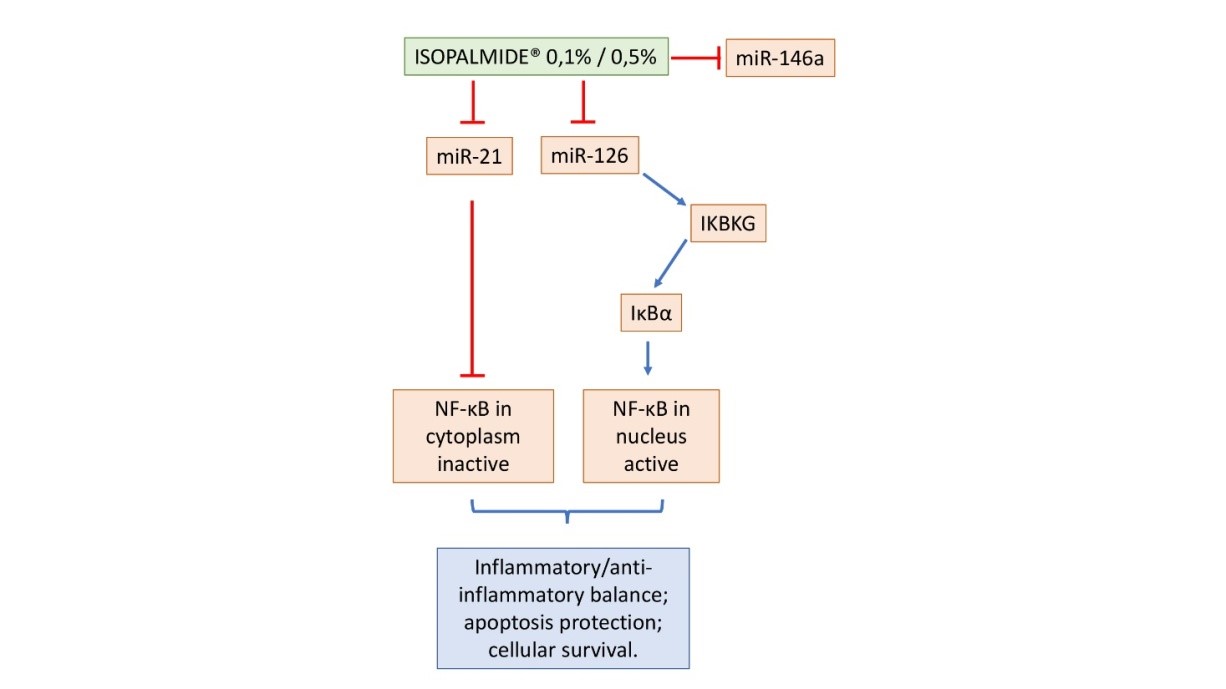 ISOPALMIDE® 0,1% / 0,5%
miR-146a
miR-21
miR-126
IKBKG
IκBα
NF-κB in
cytoplasm
inactive
NF-κB in
nucleus
active
Inflammatory/anti-
inflammatory balance;
apoptosis protection;
cellular survival.